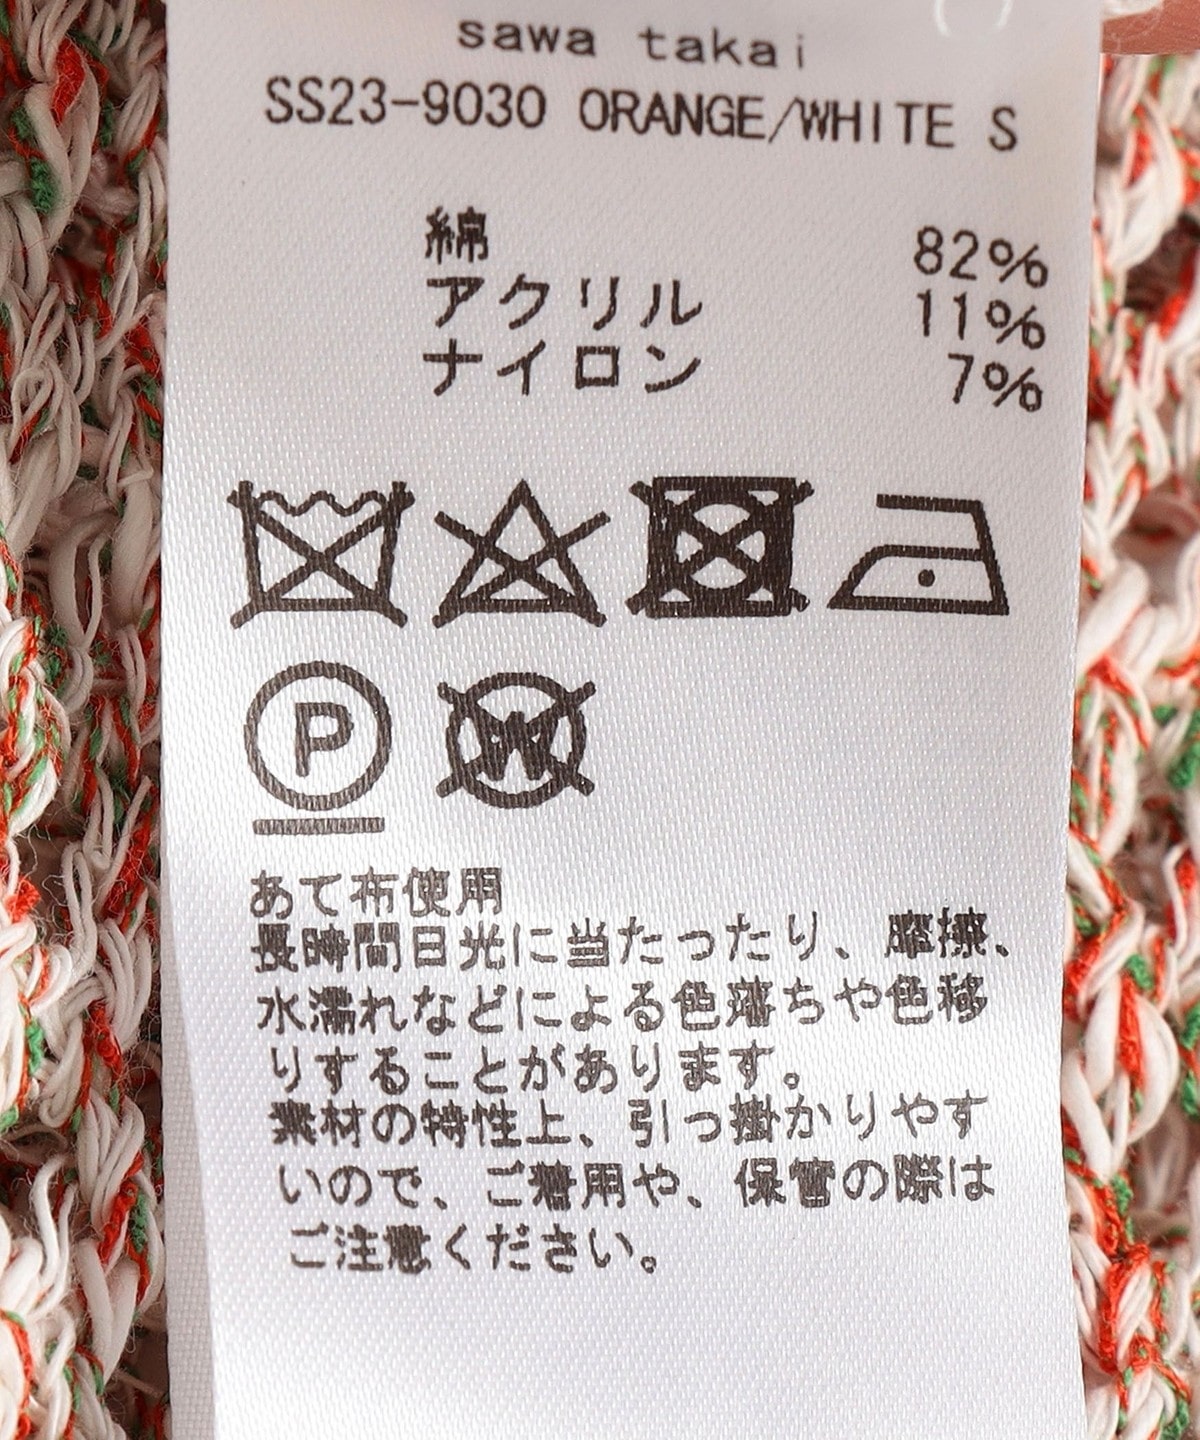 sawa takai
SS23-9030 ORANGE/WHITE S
綿 82%
アクリル 11%
ナイロン 7%
P
W
あて布使用
長時間日光に当たったり、摩擦、
水濡れなどによる色落ちや色移
りすることがあります。
素材の特性上、引っ掛かりやす
いので、ご着用や、保管の際は
ご注意ください。